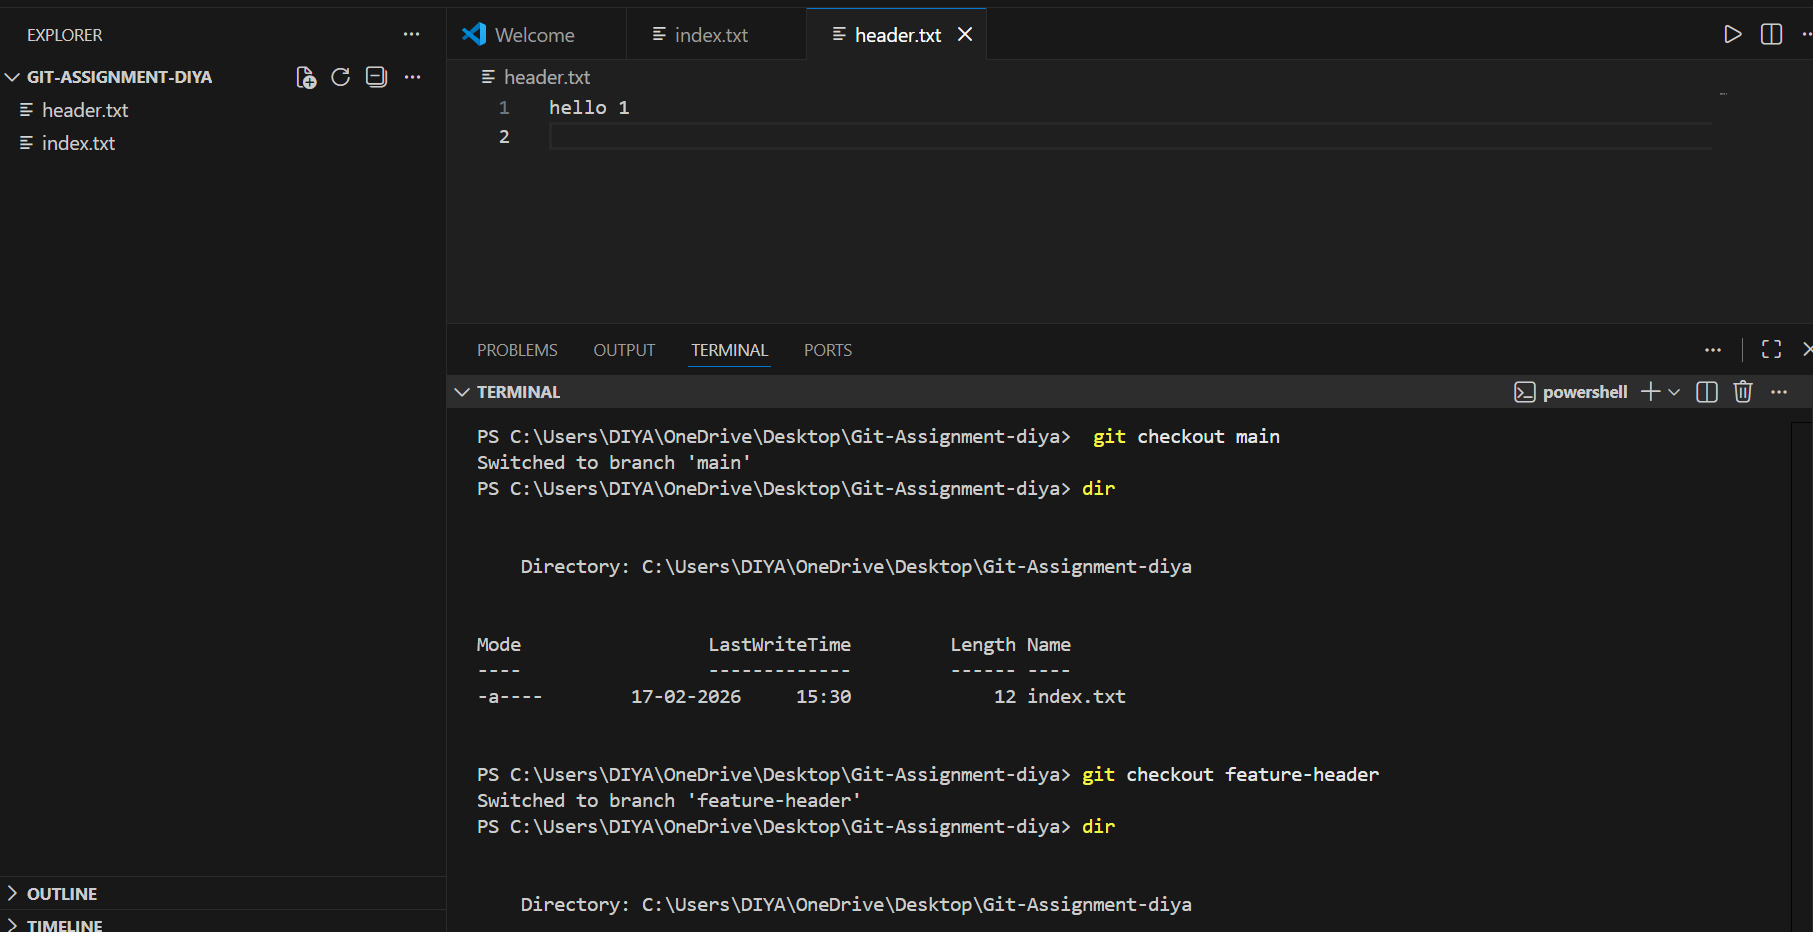 EXPLORER
GIT-ASSIGNMENT-DIYA
header.txt
index.txt
OUTLINE
TIMELINE
Welcome
index.txt
header.txt
header.txt
1 hello 1
2
PROBLEMS OUTPUT TERMINAL PORTS
TERMINAL
powershell
PS C:\Users\DIYA\OneDrive\Desktop\Git-Assignment-diya>  git checkout main
Switched to branch 'main'
PS C:\Users\DIYA\OneDrive\Desktop\Git-Assignment-diya> dir
Directory: C:\Users\DIYA\OneDrive\Desktop\Git-Assignment-diya
Mode                 LastWriteTime         Length Name
----                 -------------         ------ ----
-a----        17-02-2026     15:30             12 index.txt
PS C:\Users\DIYA\OneDrive\Desktop\Git-Assignment-diya> git checkout feature-header
Switched to branch 'feature-header'
PS C:\Users\DIYA\OneDrive\Desktop\Git-Assignment-diya> dir
Directory: C:\Users\DIYA\OneDrive\Desktop\Git-Assignment-diya